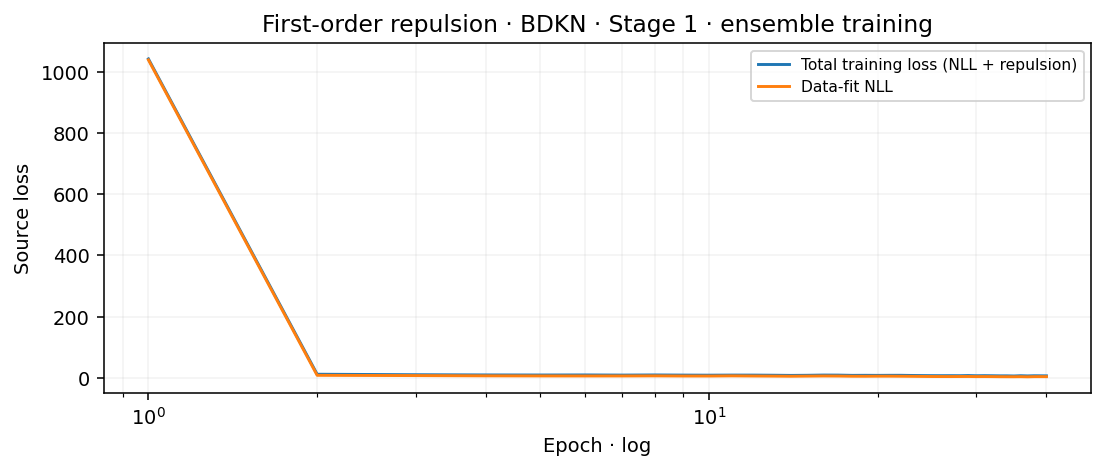 First-order repulsion · BDKN · Stage 1 · ensemble training
Total training loss (NLL + repulsion)
Data-fit NLL
Source loss
1000
800
600
400
200
0
10⁰
10¹
Epoch · log